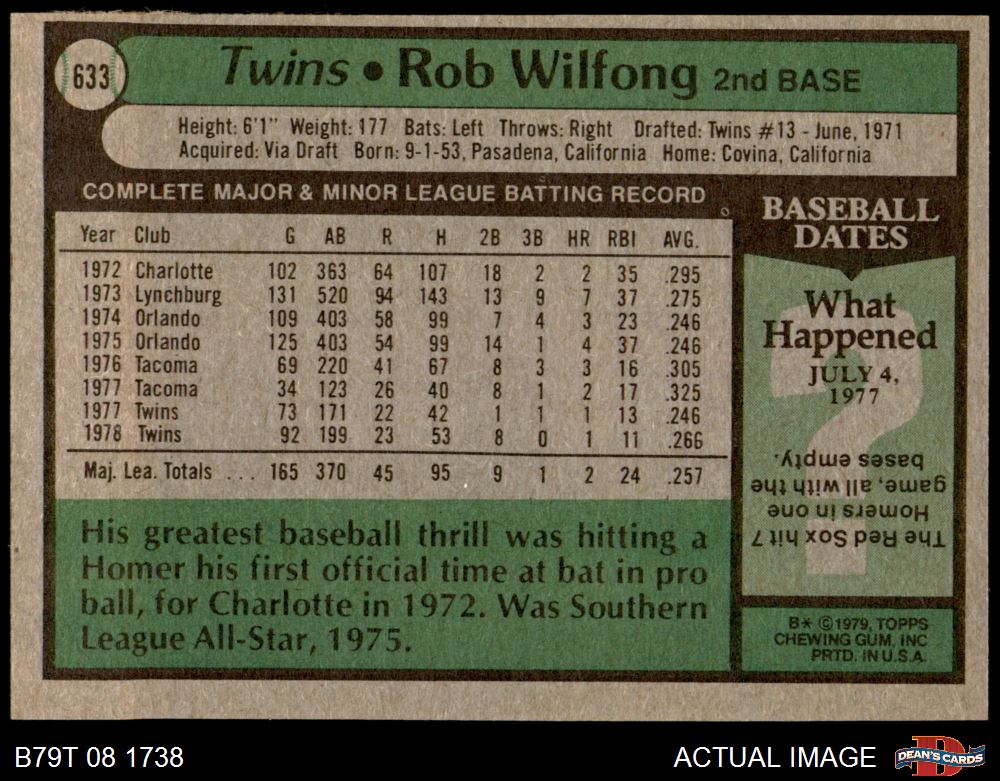 633
Twins • Rob Wilfong 2nd BASE
Height: 6'1" Weight: 177 Bats: Left Throws: Right Drafted: Twins #13 - June, 1971
Acquired: Via Draft Born: 9-1-53, Pasadena, California Home: Covina, California
COMPLETE MAJOR & MINOR LEAGUE BATTING RECORD
Year Club G AB R H 2B 3B HR RBI AVG.
1972 Charlotte 102 363 64 107 18 2 2 35 .295
1973 Lynchburg 131 520 94 143 13 9 7 37 .275
1974 Orlando 109 403 58 99 7 4 3 23 .246
1975 Orlando 125 403 54 99 14 1 4 37 .246
1976 Tacoma 69 220 41 67 8 3 3 16 .305
1977 Tacoma 34 123 26 40 8 1 2 17 .325
1977 Twins 73 171 22 42 1 1 1 13 .246
1978 Twins 92 199 23 53 8 0 1 11 .266
Maj. Lea. Totals . . . 165 370 45 95 9 1 2 24 .257
His greatest baseball thrill was hitting a
Homer his first official time at bat in pro
ball, for Charlotte in 1972. Was Southern
League All-Star, 1975.
BASEBALL
DATES
What
Happened
JULY 4,
1977
The Red Sox hit 7
Homers in one
game, all with the
bases empty.
B* ©1979, TOPPS
CHEWING GUM, INC
PRTD. IN U.S.A.
B79T 08 1738
ACTUAL IMAGE
DEAN'S CARDS